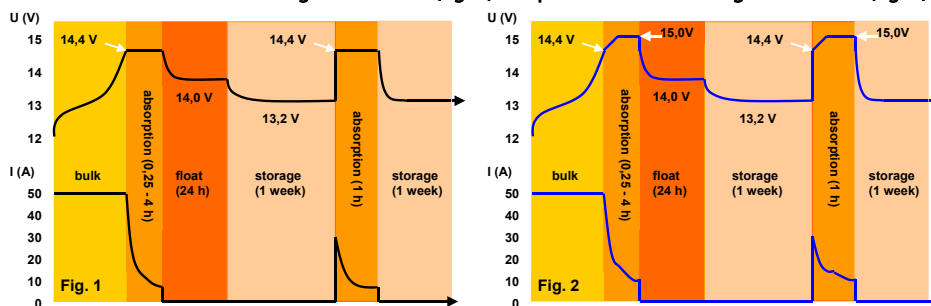 U (V)
15
14
13
12
I (A)
50
40
30
20
10
0
14,4 V
14,0 V
13,2 V
14,4 V
bulk
absorption (0,25 - 4 h)
float
(24 h)
storage
(1 week)
absorption (1 h)
storage
(1 week)
Fig. 1
U (V)
15
14
13
12
I (A)
50
40
30
20
10
0
14,4 V
15,0V
14,0 V
13,2 V
14,4 V
15,0V
bulk
absorption (0,25 - 4 h)
float
(24 h)
storage
(1 week)
absorption (1 h)
storage
(1 week)
Fig. 2